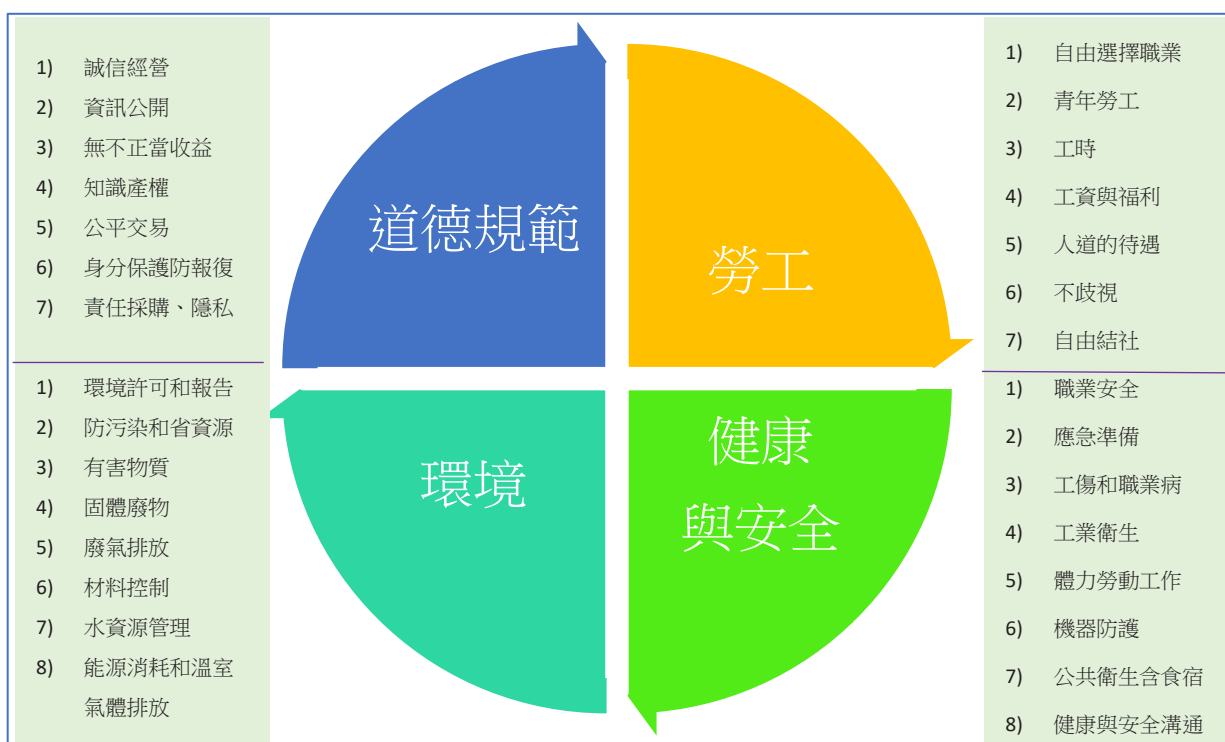 1) 誠信經營
2) 資訊公開
3) 無不正當收益
4) 知識產權
5) 公平交易
6) 身分保護防報復
7) 責任採購、隱私
道德規範
勞工
1) 自由選擇職業
2) 青年勞工
3) 工時
4) 工資與福利
5) 人道的待遇
6) 不歧視
7) 自由結社
1) 環境許可和報告
2) 防污染和省資源
3) 有害物質
4) 固體廢物
5) 廢氣排放
6) 材料控制
7) 水資源管理
8) 能源消耗和溫室
氣體排放
環境
健康
與安全
1) 職業安全
2) 應急準備
3) 工傷和職業病
4) 工業衛生
5) 體力勞動工作
6) 機器防護
7) 公共衛生含食宿
8) 健康與安全溝通